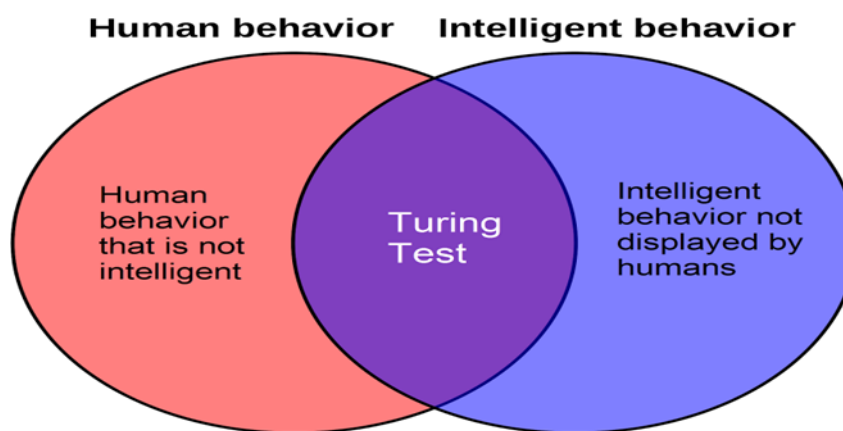 Human behavior Intelligent behavior
Human
behavior
that is not
intelligent
Turing
Test
Intelligent
behavior not
displayed by
humans